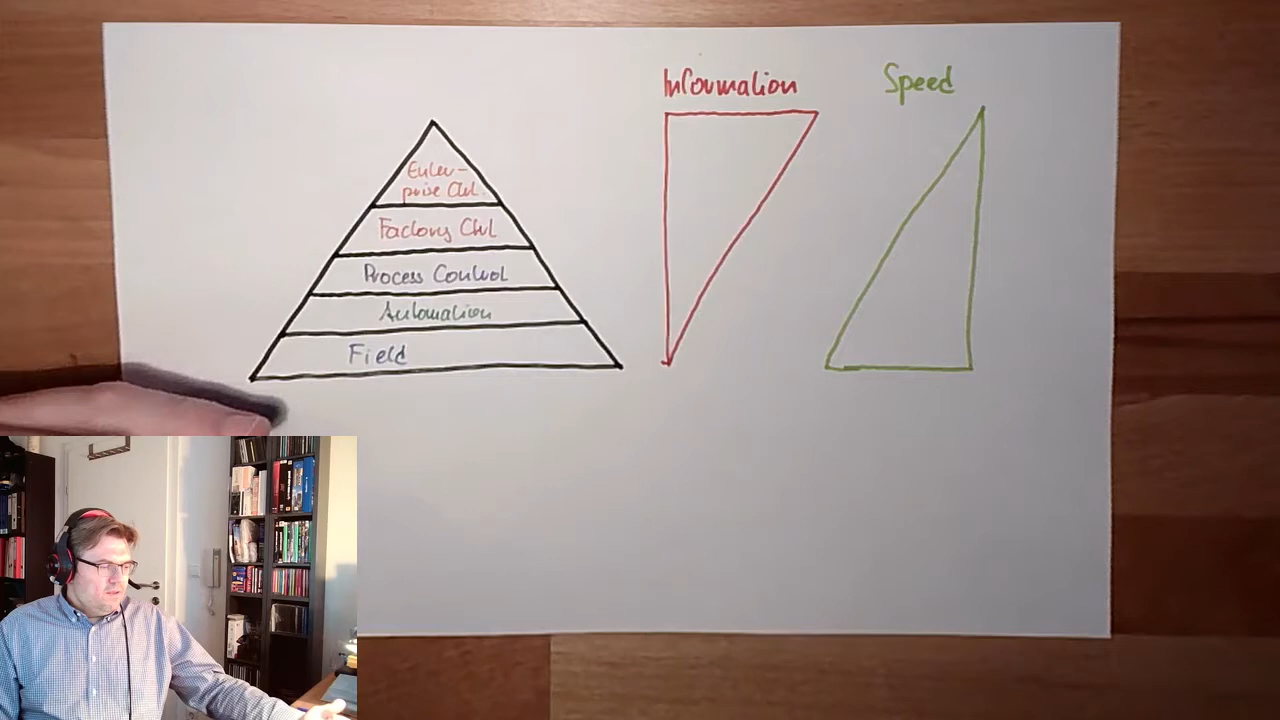 Information
Speed
Enter-
prise Ctrl.
Factory Ctrl
Process Control
Automation
Field